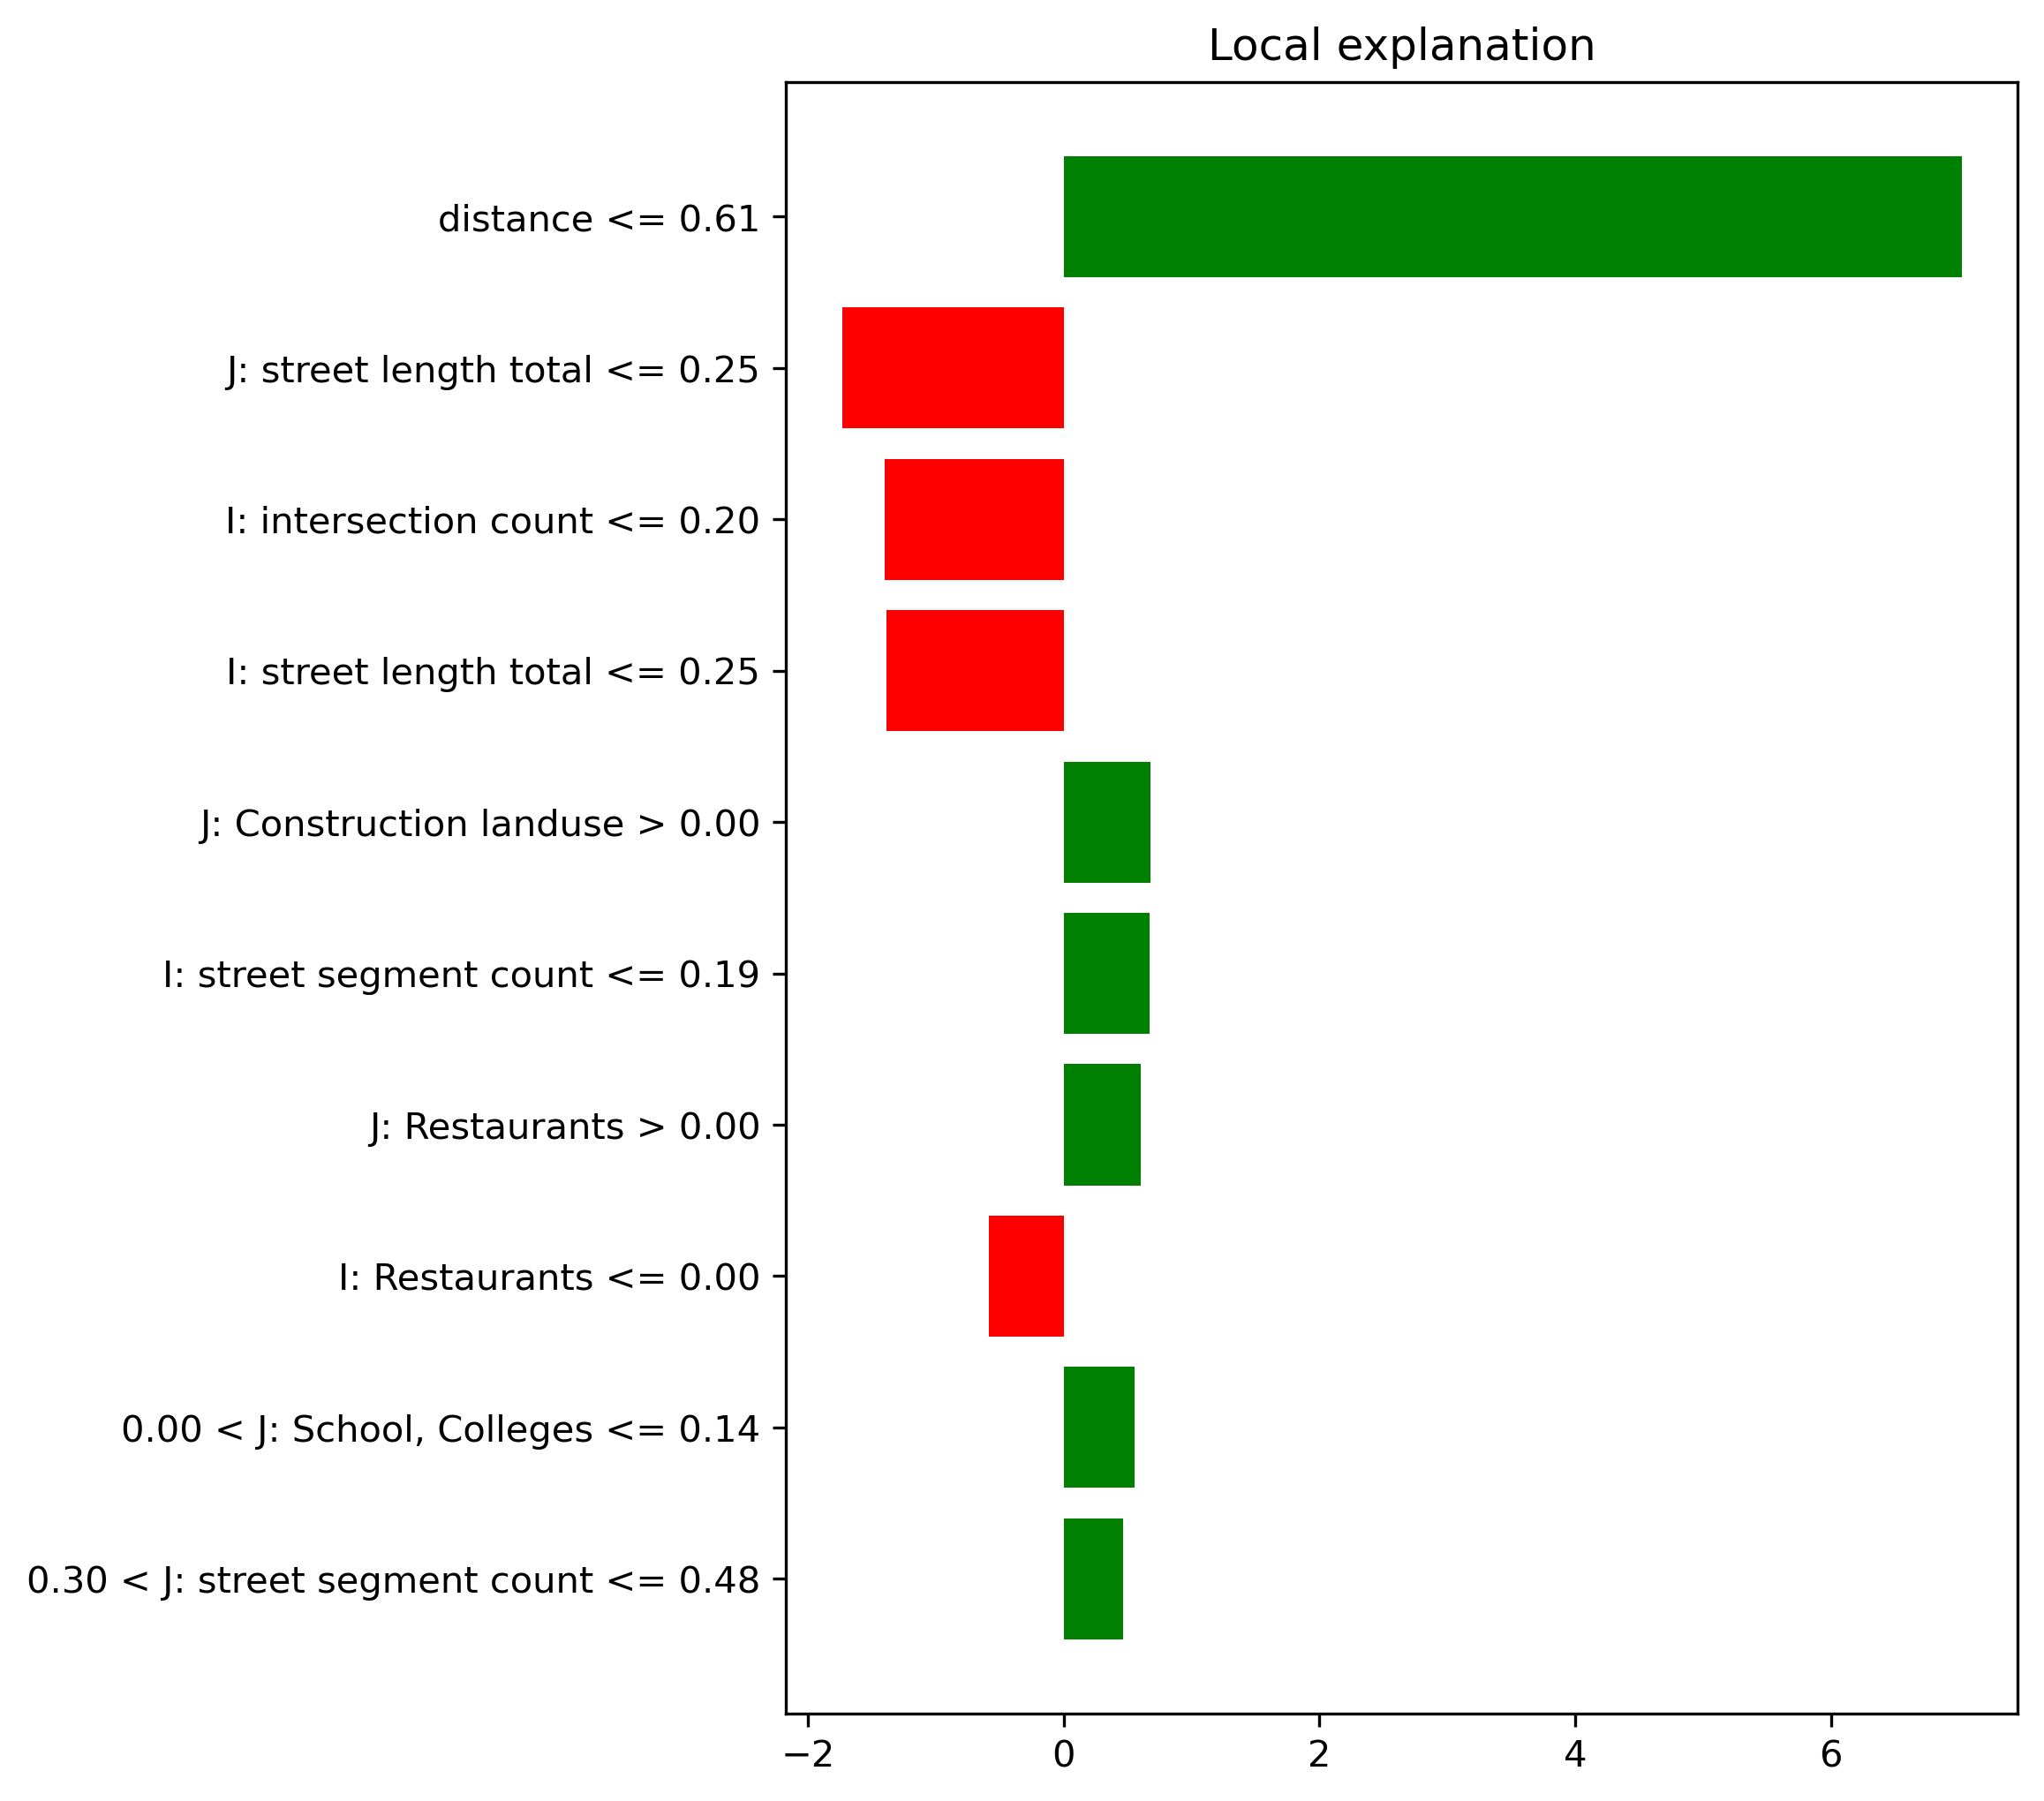 Local explanation
distance <= 0.61
J: street length total <= 0.25
I: intersection count <= 0.20
I: street length total <= 0.25
J: Construction landuse > 0.00
I: street segment count <= 0.19
J: Restaurants > 0.00
I: Restaurants <= 0.00
0.00 < J: School, Colleges <= 0.14
0.30 < J: street segment count <= 0.48
−2 0 2 4 6